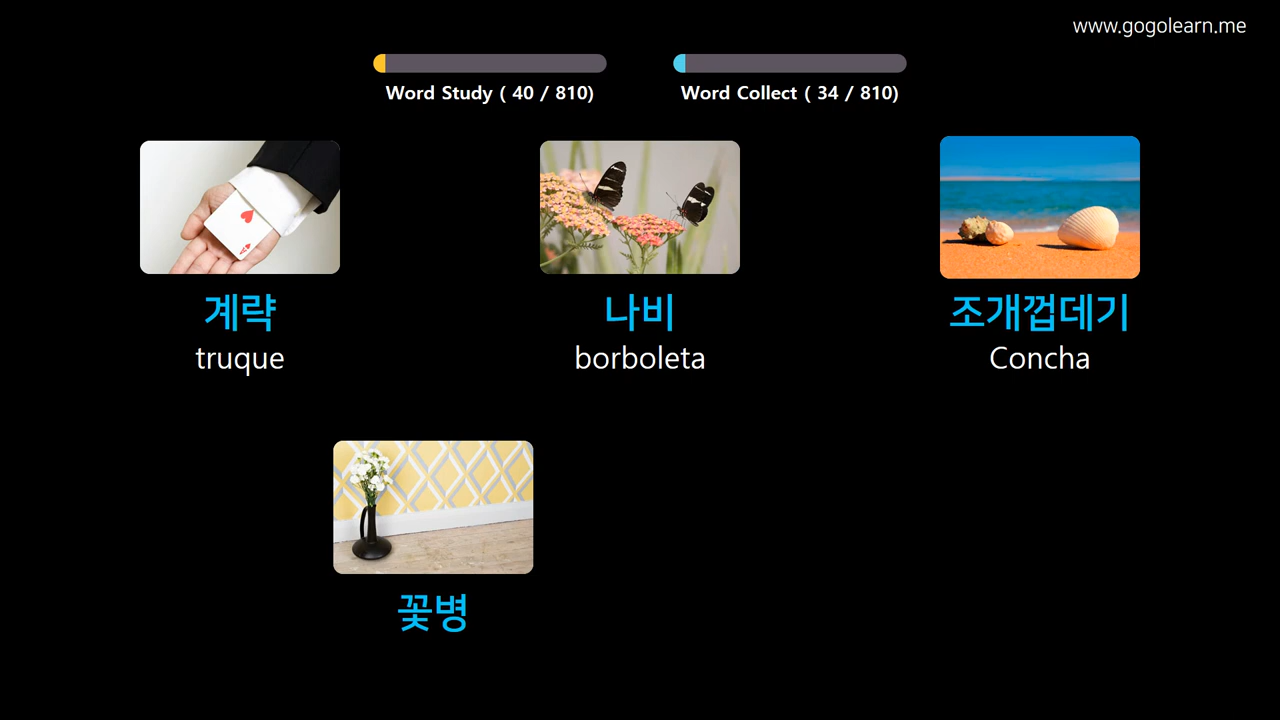 www.gogolearn.me
Word Study ( 40 / 810)
Word Collect ( 34 / 810)
계략
truque
나비
borboleta
조개껍데기
Concha
꽃병